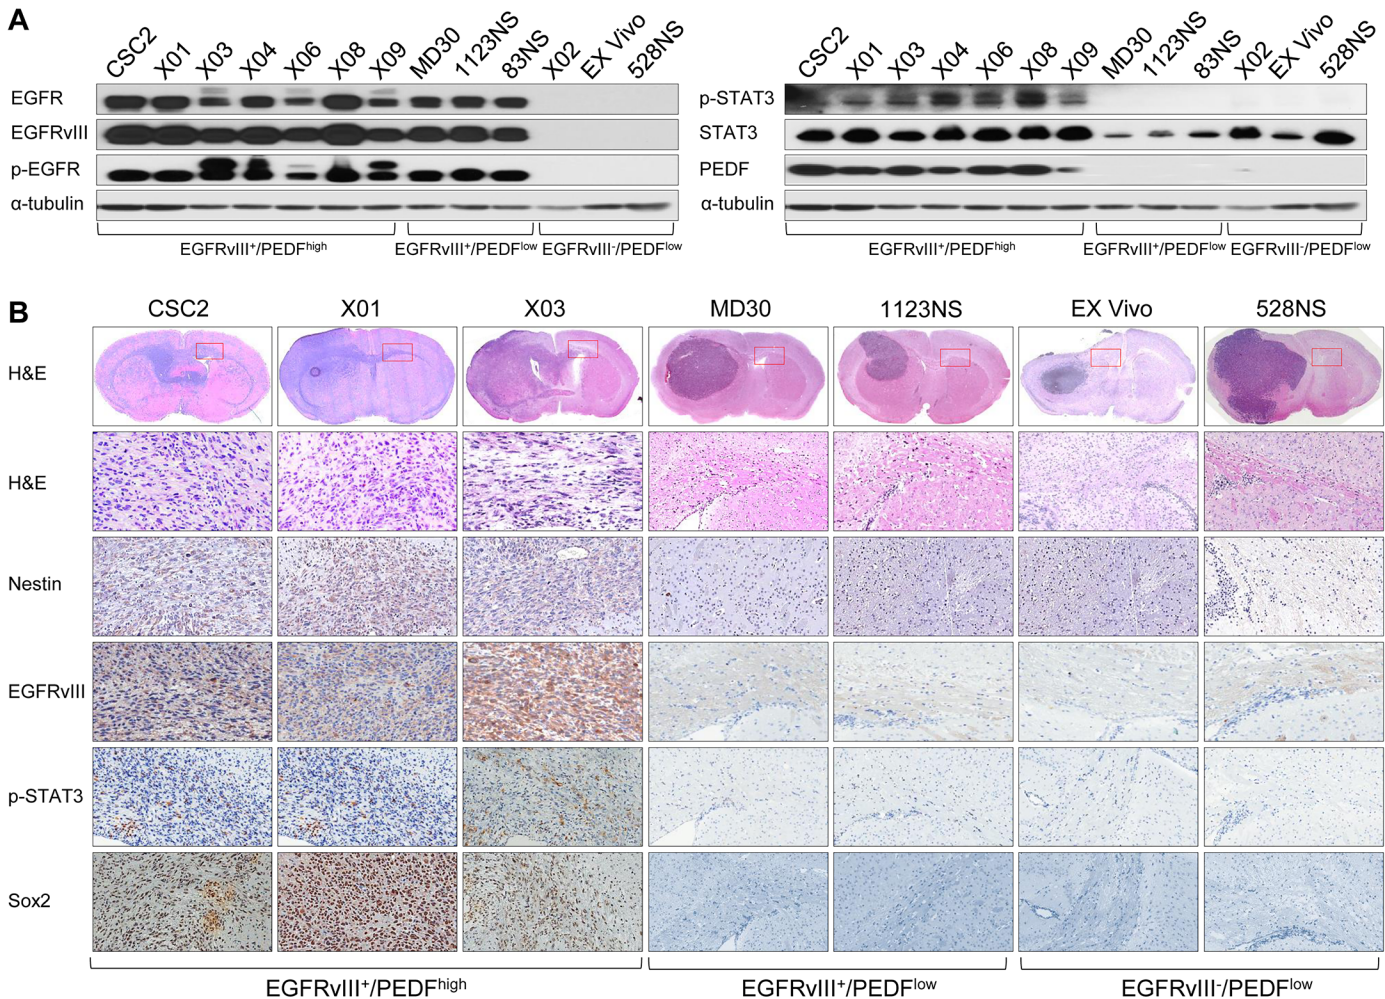 A
CSC2 X01 X03 X04 X06 X08 X09 MD30 1123NS 83NS X02 EX Vivo 528NS
EGFR
EGFRvIII
p-EGFR
α-tubulin
EGFRvIII⁺/PEDFhigh EGFRvIII⁺/PEDFlow EGFRvIII⁻/PEDFlow
CSC2 X01 X03 X04 X06 X08 X09 MD30 1123NS 83NS X02 EX Vivo 528NS
p-STAT3
STAT3
PEDF
α-tubulin
EGFRvIII⁺/PEDFhigh EGFRvIII⁺/PEDFlow EGFRvIII⁻/PEDFlow
B
CSC2 X01 X03 MD30 1123NS EX Vivo 528NS
H&E
H&E
Nestin
EGFRvIII
p-STAT3
Sox2
EGFRvIII⁺/PEDFhigh EGFRvIII⁺/PEDFlow EGFRvIII⁻/PEDFlow